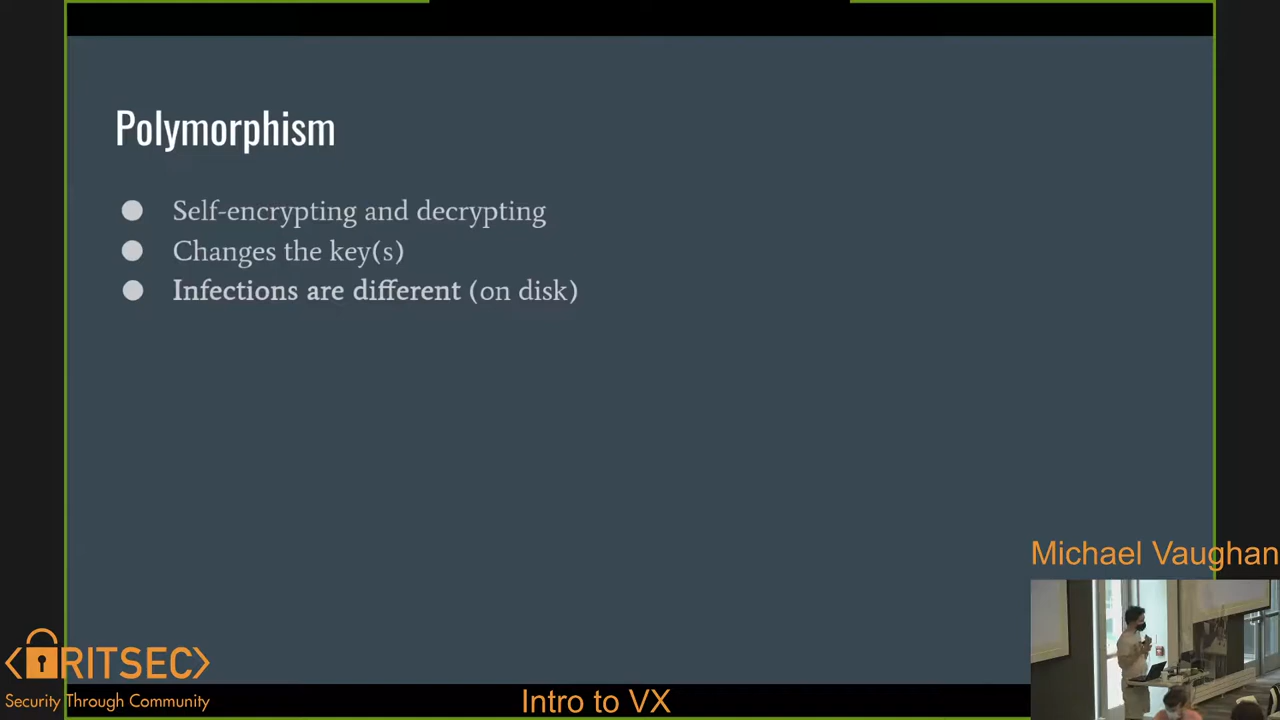 Polymorphism
● Self-encrypting and decrypting
● Changes the key(s)
● Infections are different (on disk)
Michael Vaughan
<RITSEC>
Security Through Community
Intro to VX